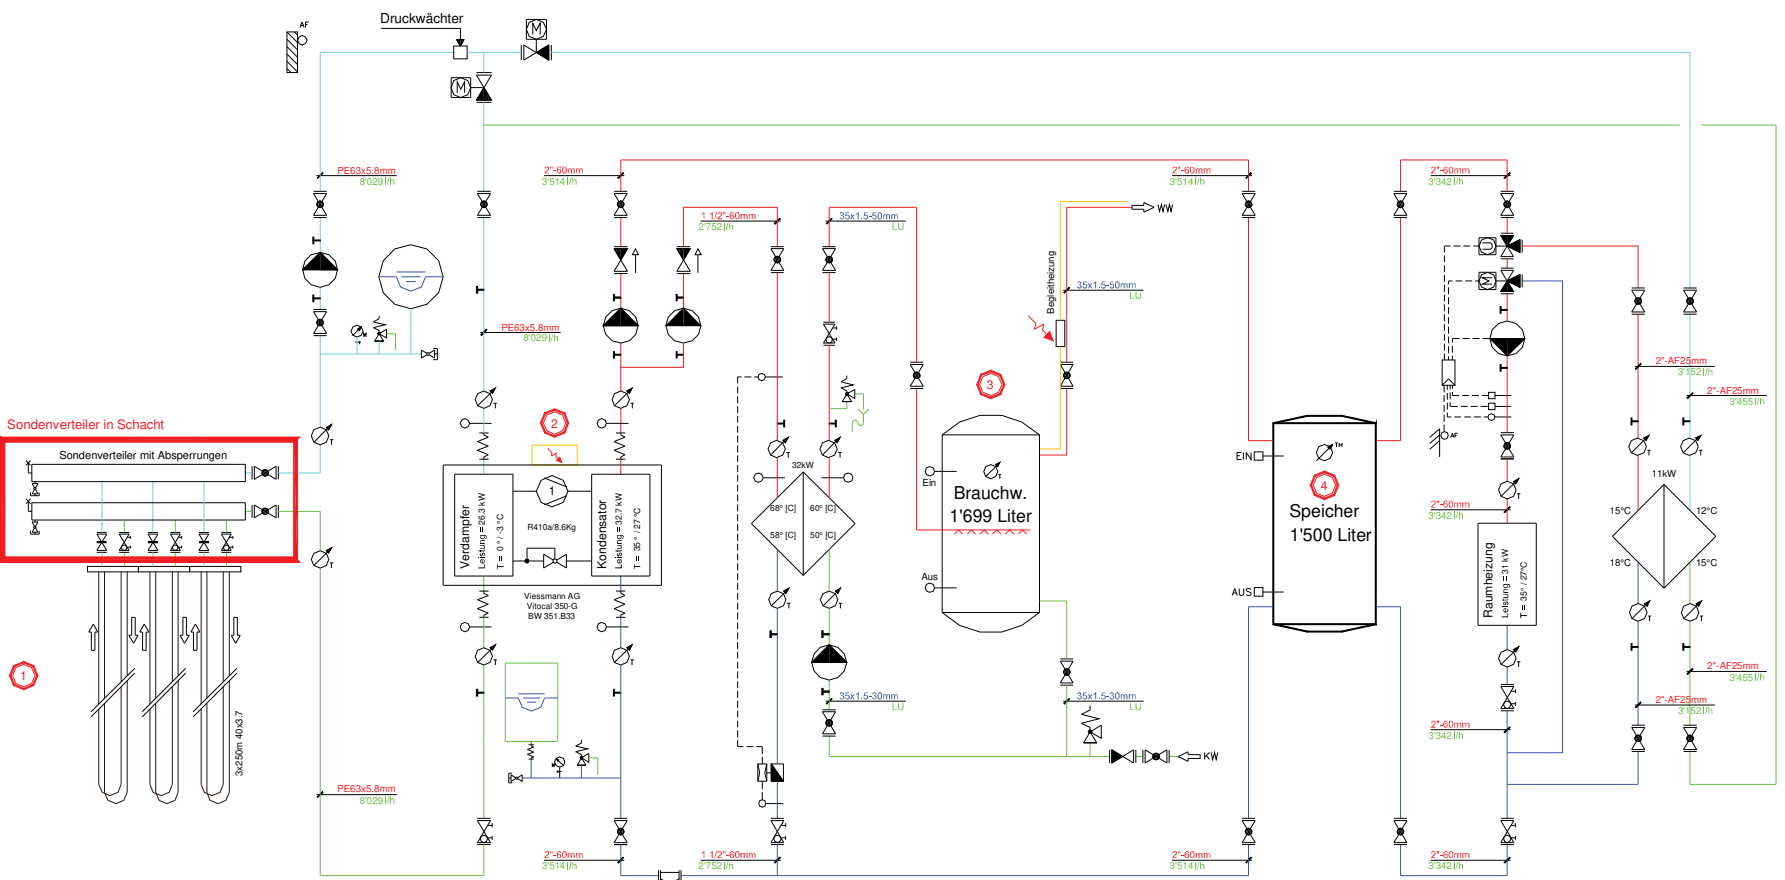 Druckwächter
AF
M
M
PE63x5.8mm
8'029 l/h
2"-60mm
3'514 l/h
2"-60mm
3'514 l/h
2"-60mm
3'342 l/h
1 1/2"-60mm
2'752 l/h
35x1.5-50mm
LU
WW
U
M
Begleitheizung
35x1.5-50mm
LU
PE63x5.8mm
8'029 l/h
2"-AF25mm
3'152 l/h
2"-AF25mm
3'455 l/h
3
T
T
T
2
Sondenverteiler in Schacht
Sondenverteiler mit Absperrungen
T
T
T
AF
T
T
TH
EIN
4
Speicher
1'500 Liter
AUS
Ein
T
Brauchw.
1'699 Liter
Aus
32kW
68° [C]
60° [C]
58° [C]
50° [C]
11kW
15°C
12°C
18°C
15°C
Verdampfer
Leistung = 26.3 kW
T = 0°/ -3 °C
1
R410a/8.6Kg
Kondensator
Leistung = 32.7 kW
T = 35° / 27 °C
Viessmann AG
Vitocal 350-G
BW 351.B33
T
2"-60mm
3'342 l/h
Raumheizung
Leistung = 31 kW
T = 35° / 27°C
T
T
T
T
T
T
T
T
1
3x250m 40x3.7
35x1.5-30mm
LU
35x1.5-30mm
LU
2"-AF25mm
3'455 l/h
2"-AF25mm
3'152 l/h
2"-60mm
3'342 l/h
KW
PE63x5.8mm
8'029 l/h
2"-60mm
3'514 l/h
1 1/2"-60mm
2'752 l/h
2"-60mm
3'514 l/h
2"-60mm
3'342 l/h